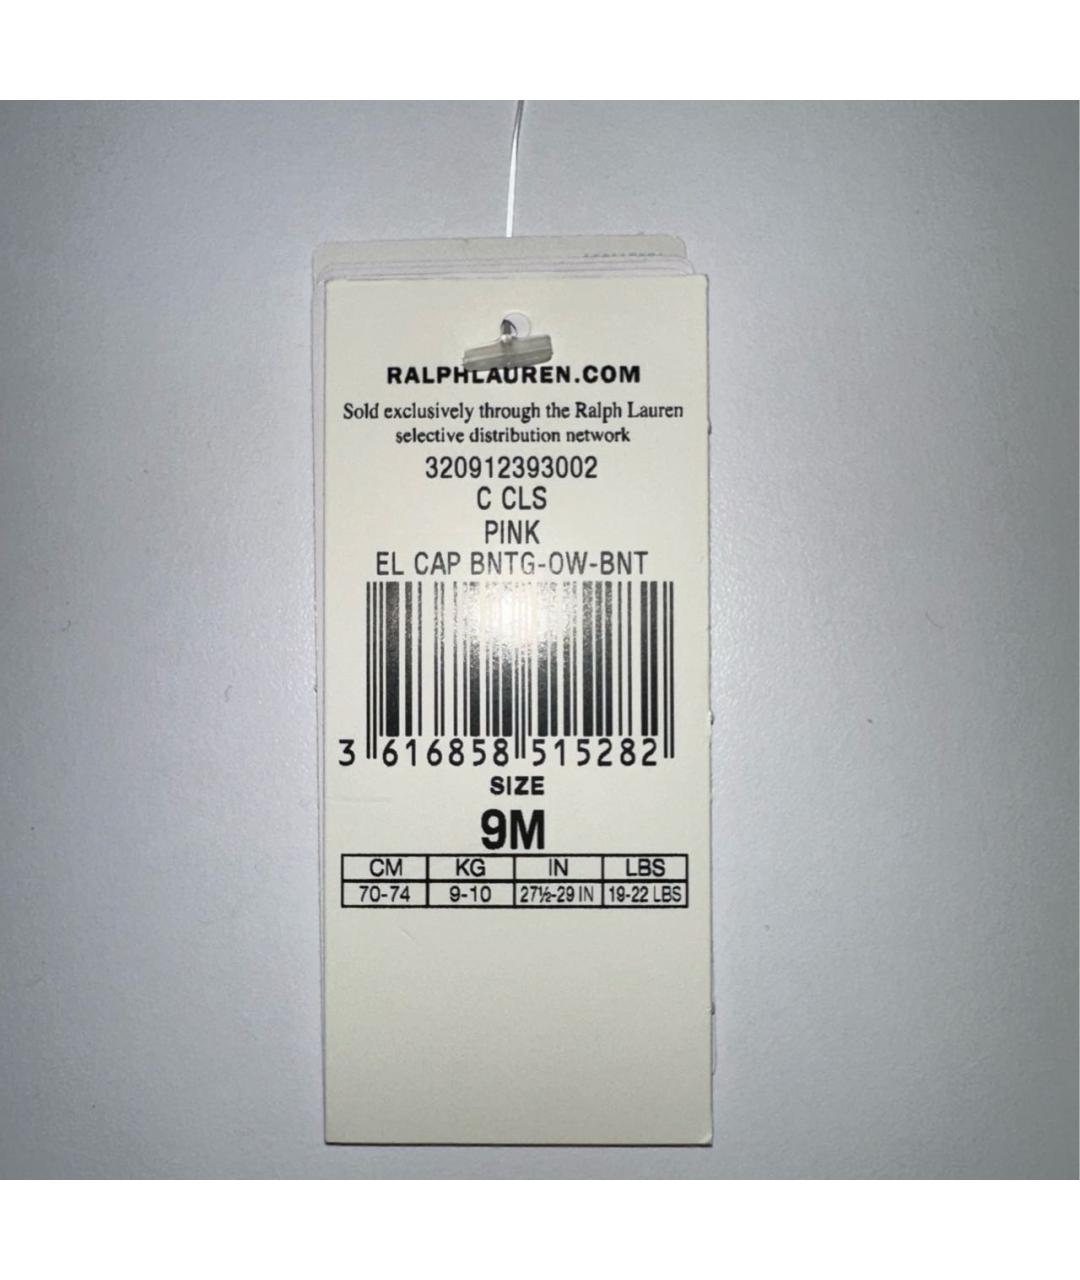 RALPHLAUREN.COM
Sold exclusively through the Ralph Lauren
selective distribution network
320912393002
C CLS
PINK
EL CAP BNTG-OW-BNT
3 616858 515282
SIZE
9M
CM KG IN LBS
70-74 9-10 27½-29 IN 19-22 LBS